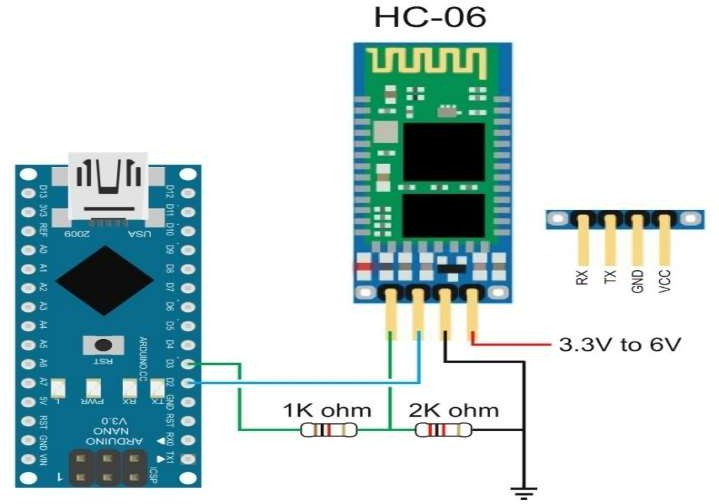 HC-06
RX
TX
GND
VCC
3.3V to 6V
1K ohm
2K ohm
USA
2009
D13
3V3
REF
A0
A1
A2
A3
A4
A5
A6
A7
5V
RST
GND
VIN
D12
D11
D10
D9
D8
D7
D6
D5
D4
D3
D2
GND
RST
RX0
TX1
RST
ARDUINO.CC
L
PWR
RX
TX
ARDUINO
NANO
V3.0
ICSP
1